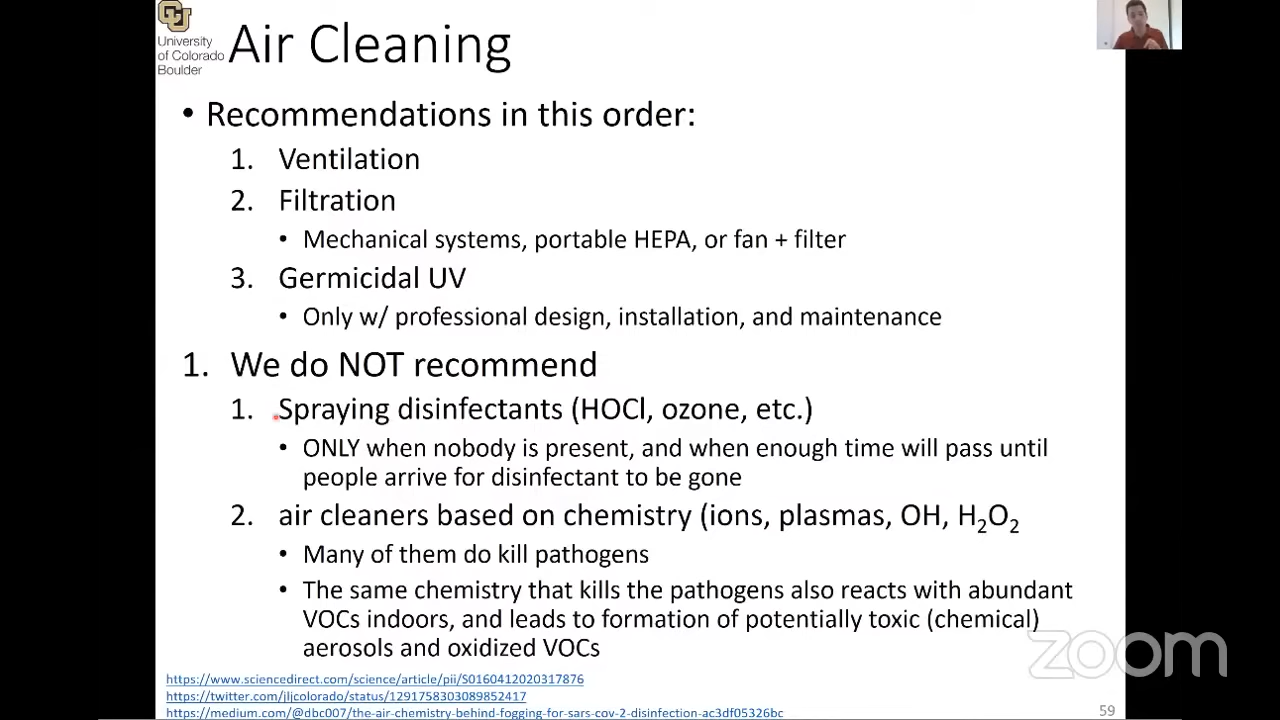 University
of Colorado
Boulder
Air Cleaning
• Recommendations in this order:
1. Ventilation
2. Filtration
• Mechanical systems, portable HEPA, or fan + filter
3. Germicidal UV
• Only w/ professional design, installation, and maintenance
1. We do NOT recommend
1. Spraying disinfectants (HOCl, ozone, etc.)
• ONLY when nobody is present, and when enough time will pass until
people arrive for disinfectant to be gone
2. air cleaners based on chemistry (ions, plasmas, OH, H₂O₂
• Many of them do kill pathogens
• The same chemistry that kills the pathogens also reacts with abundant
VOCs indoors, and leads to formation of potentially toxic (chemical)
aerosols and oxidized VOCs
zoom
https://www.sciencedirect.com/science/article/pii/S0160412020317876
https://twitter.com/jljcolorado/status/1291758303089852417
https://medium.com/@dbc007/the-air-chemistry-behind-fogging-for-sars-cov-2-disinfection-ac3df05326bc
59